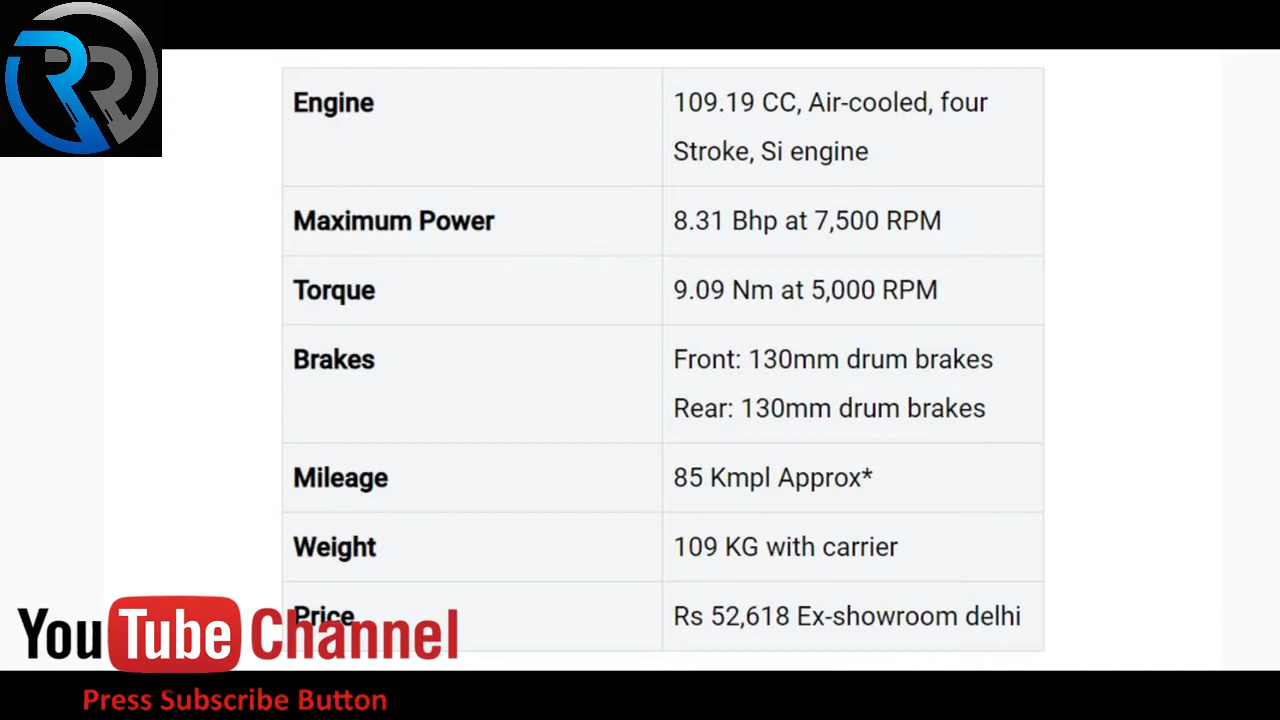 RR
Engine
109.19 CC, Air-cooled, four
Stroke, Si engine
Maximum Power
8.31 Bhp at 7,500 RPM
Torque
9.09 Nm at 5,000 RPM
Brakes
Front: 130mm drum brakes
Rear: 130mm drum brakes
Mileage
85 Kmpl Approx*
Weight
109 KG with carrier
Price
Rs 52,618 Ex-showroom delhi
YouTube Channel
Press Subscribe Button